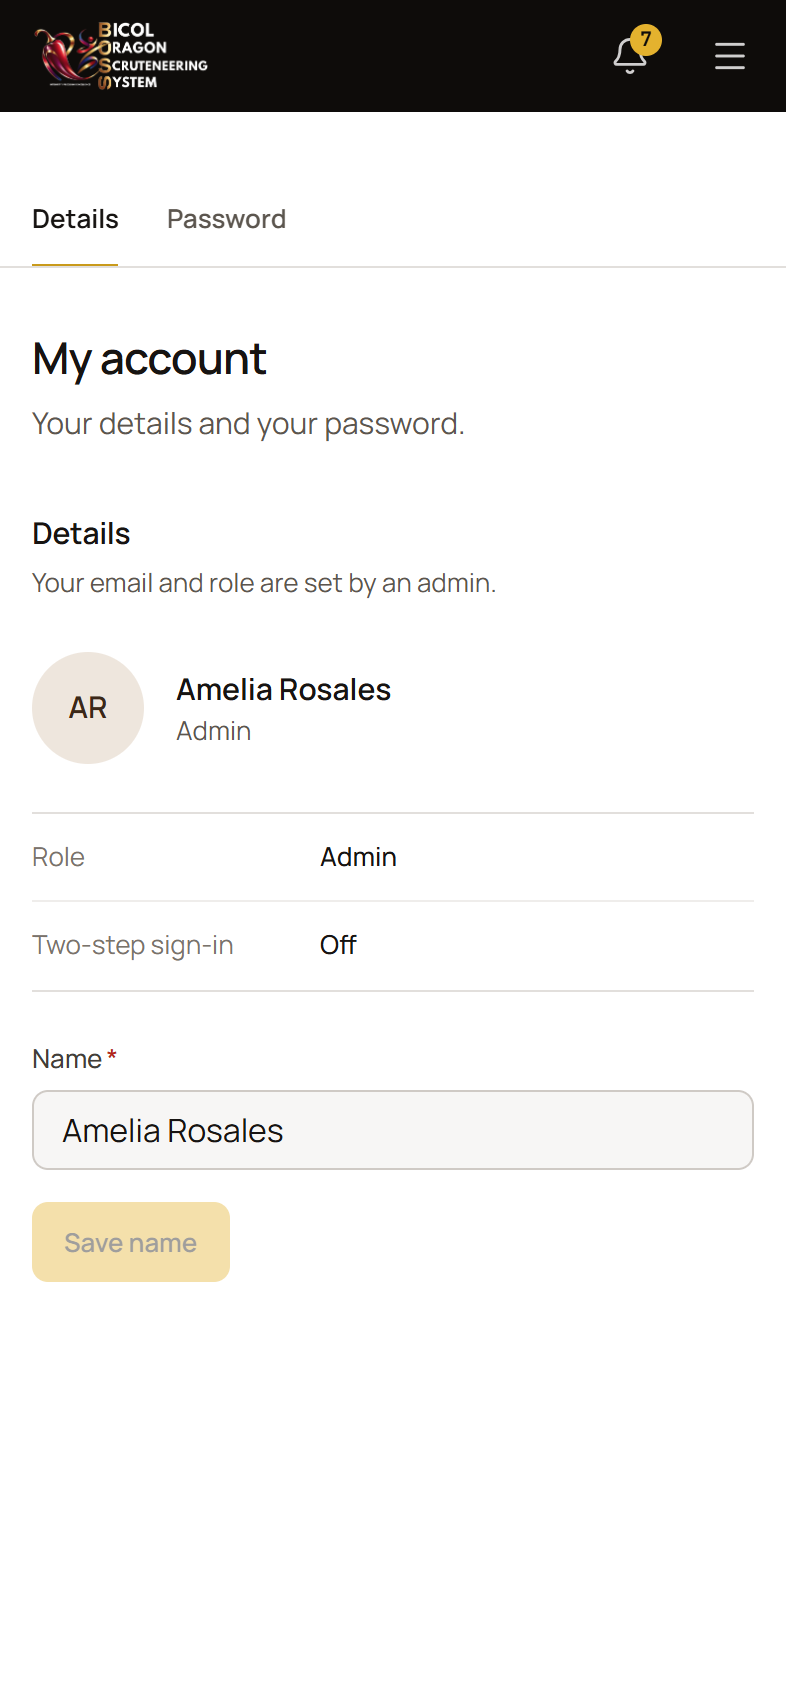 BICOL
DRAGON
SCRUTENEERING
SYSTEM
7
Details Password
My account
Your details and your password.
Details
Your email and role are set by an admin.
AR
Amelia Rosales
Admin
Role Admin
Two-step sign-in Off
Name *
Amelia Rosales
Save name